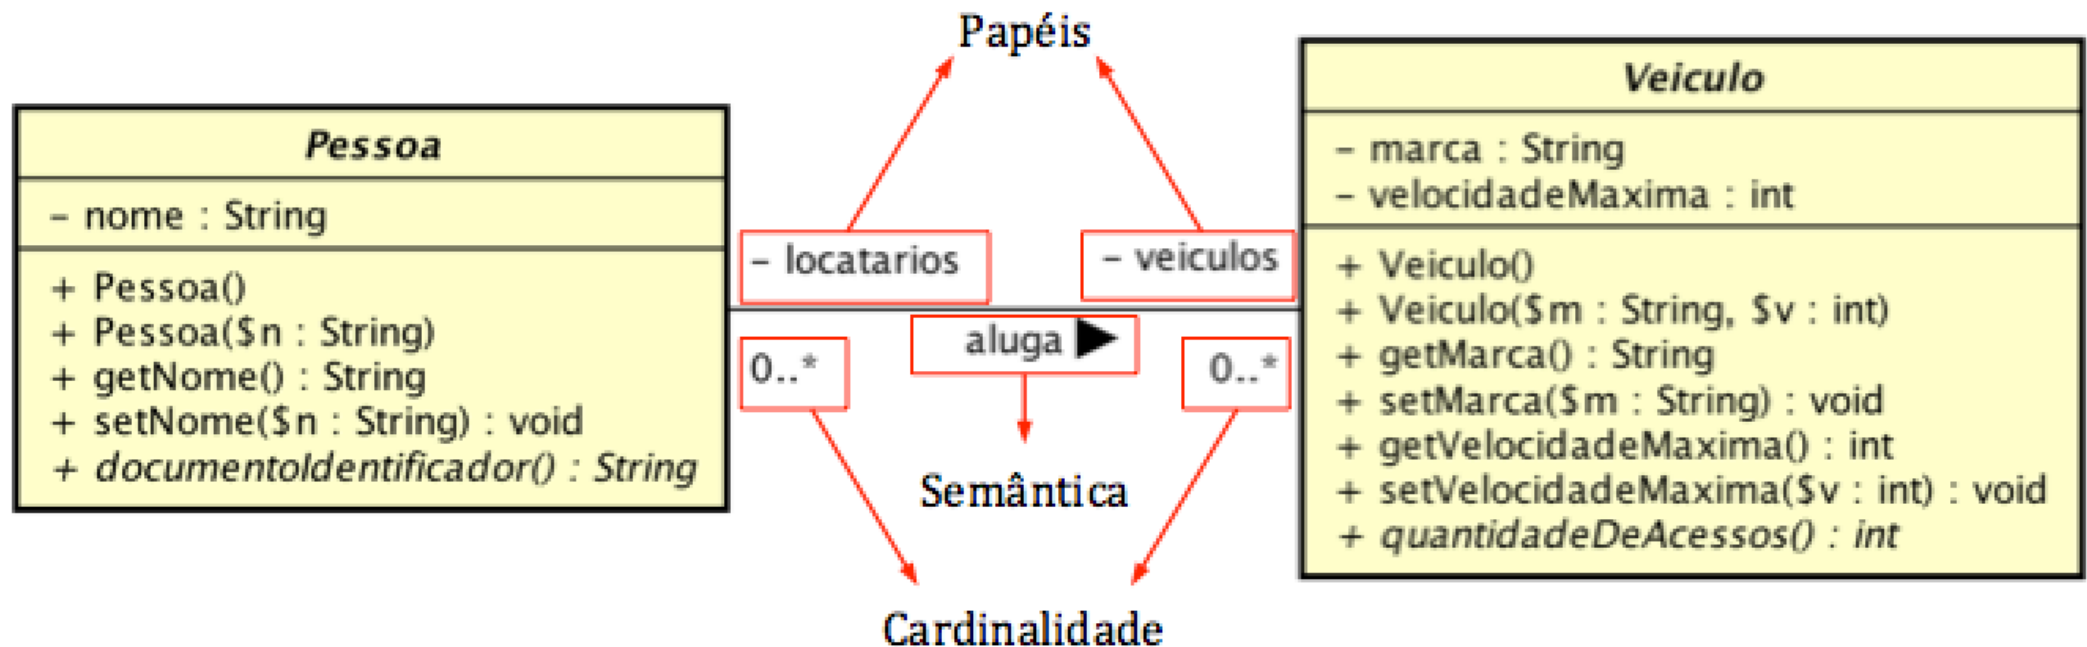 Papéis
Pessoa
- nome : String
+ Pessoa()
+ Pessoa($n : String)
+ getNome() : String
+ setNome($n : String) : void
+ documentoIdentificador() : String
- locatarios
- veiculos
aluga
0..*
0..*
Semântica
Cardinalidade
Veiculo
- marca : String
- velocidadeMaxima : int
+ Veiculo()
+ Veiculo($m : String, $v : int)
+ getMarca() : String
+ setMarca($m : String) : void
+ getVelocidadeMaxima() : int
+ setVelocidadeMaxima($v : int) : void
+ quantidadeDeAcessos() : int